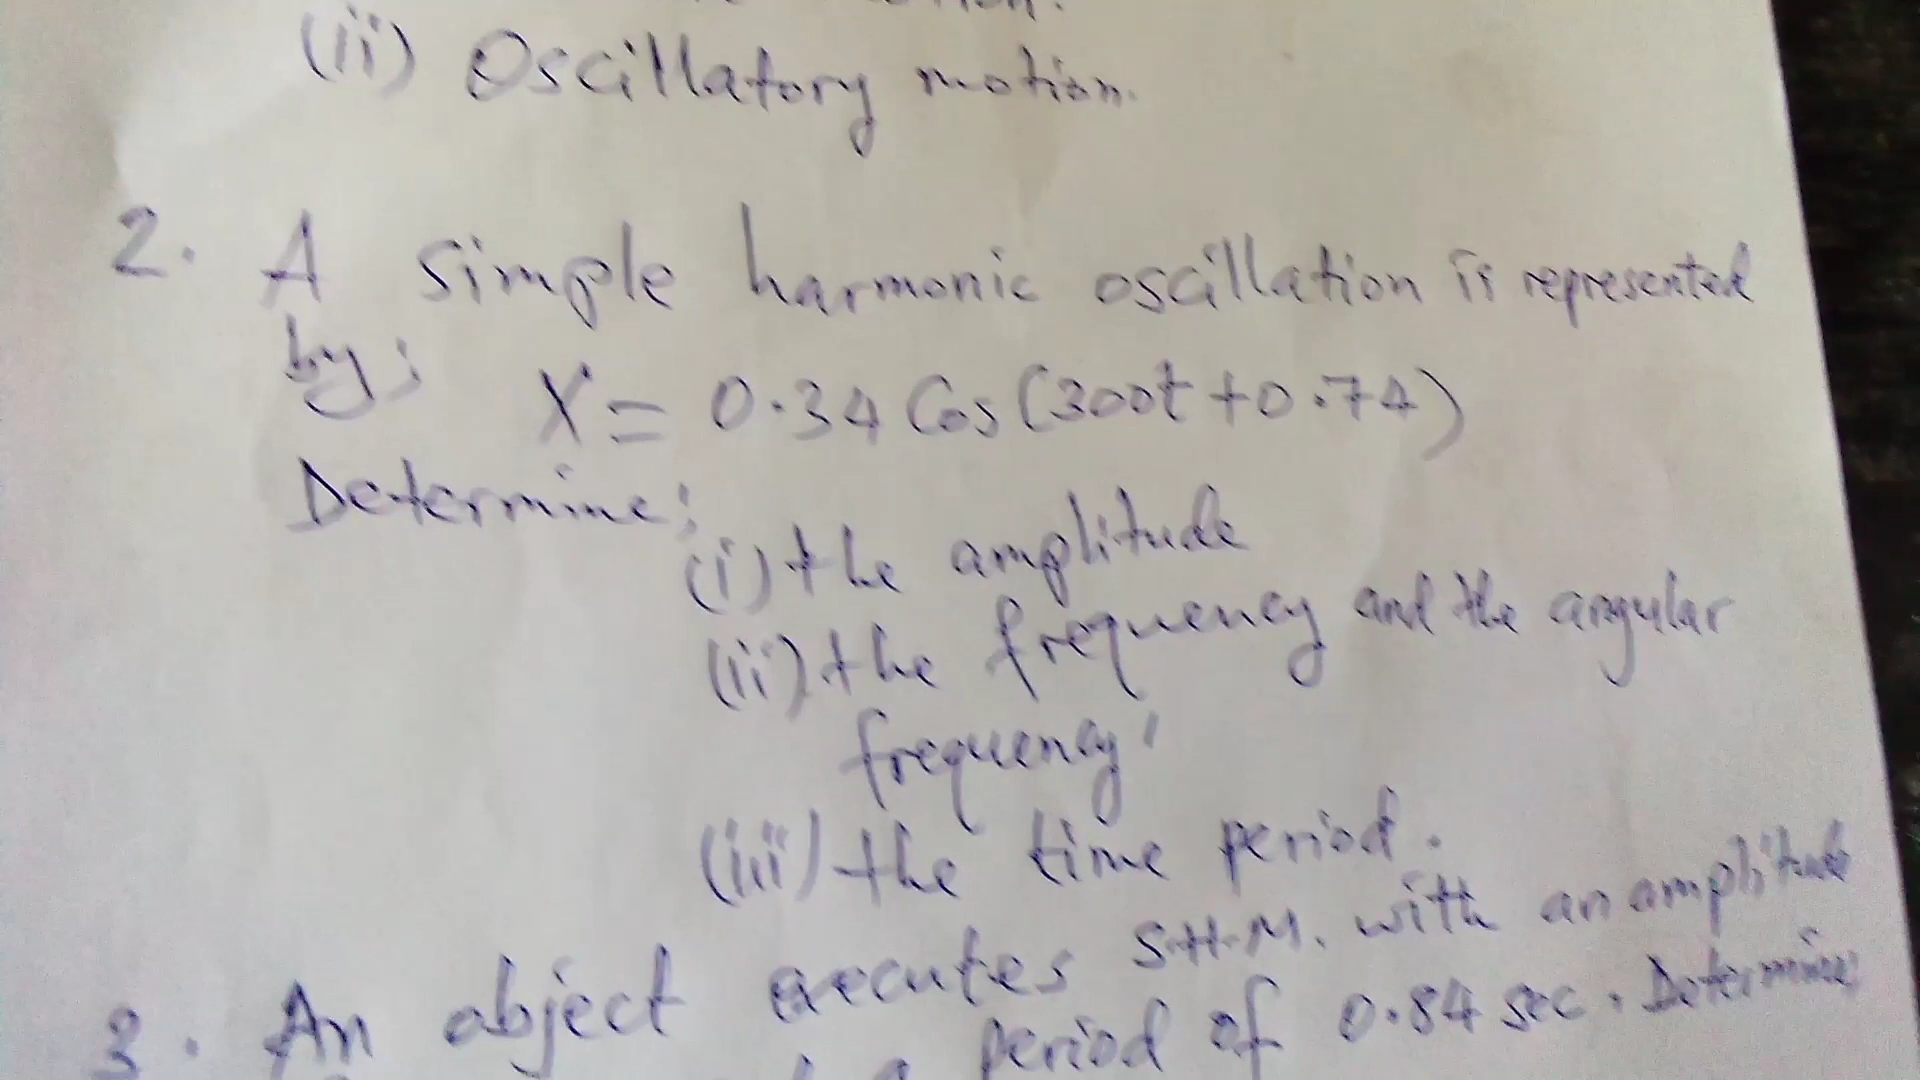 (ii) Oscillatory motion.
2. A simple harmonic oscillation is represented
by;
X = 0.34 Cos (300t + 0.74)
Determine;
(i) the amplitude
(ii) the frequency and the angular
frequency.
(iii) the time period.
3. An object executes S.H.M. with an amplitude
period of 0.84 sec. Determine